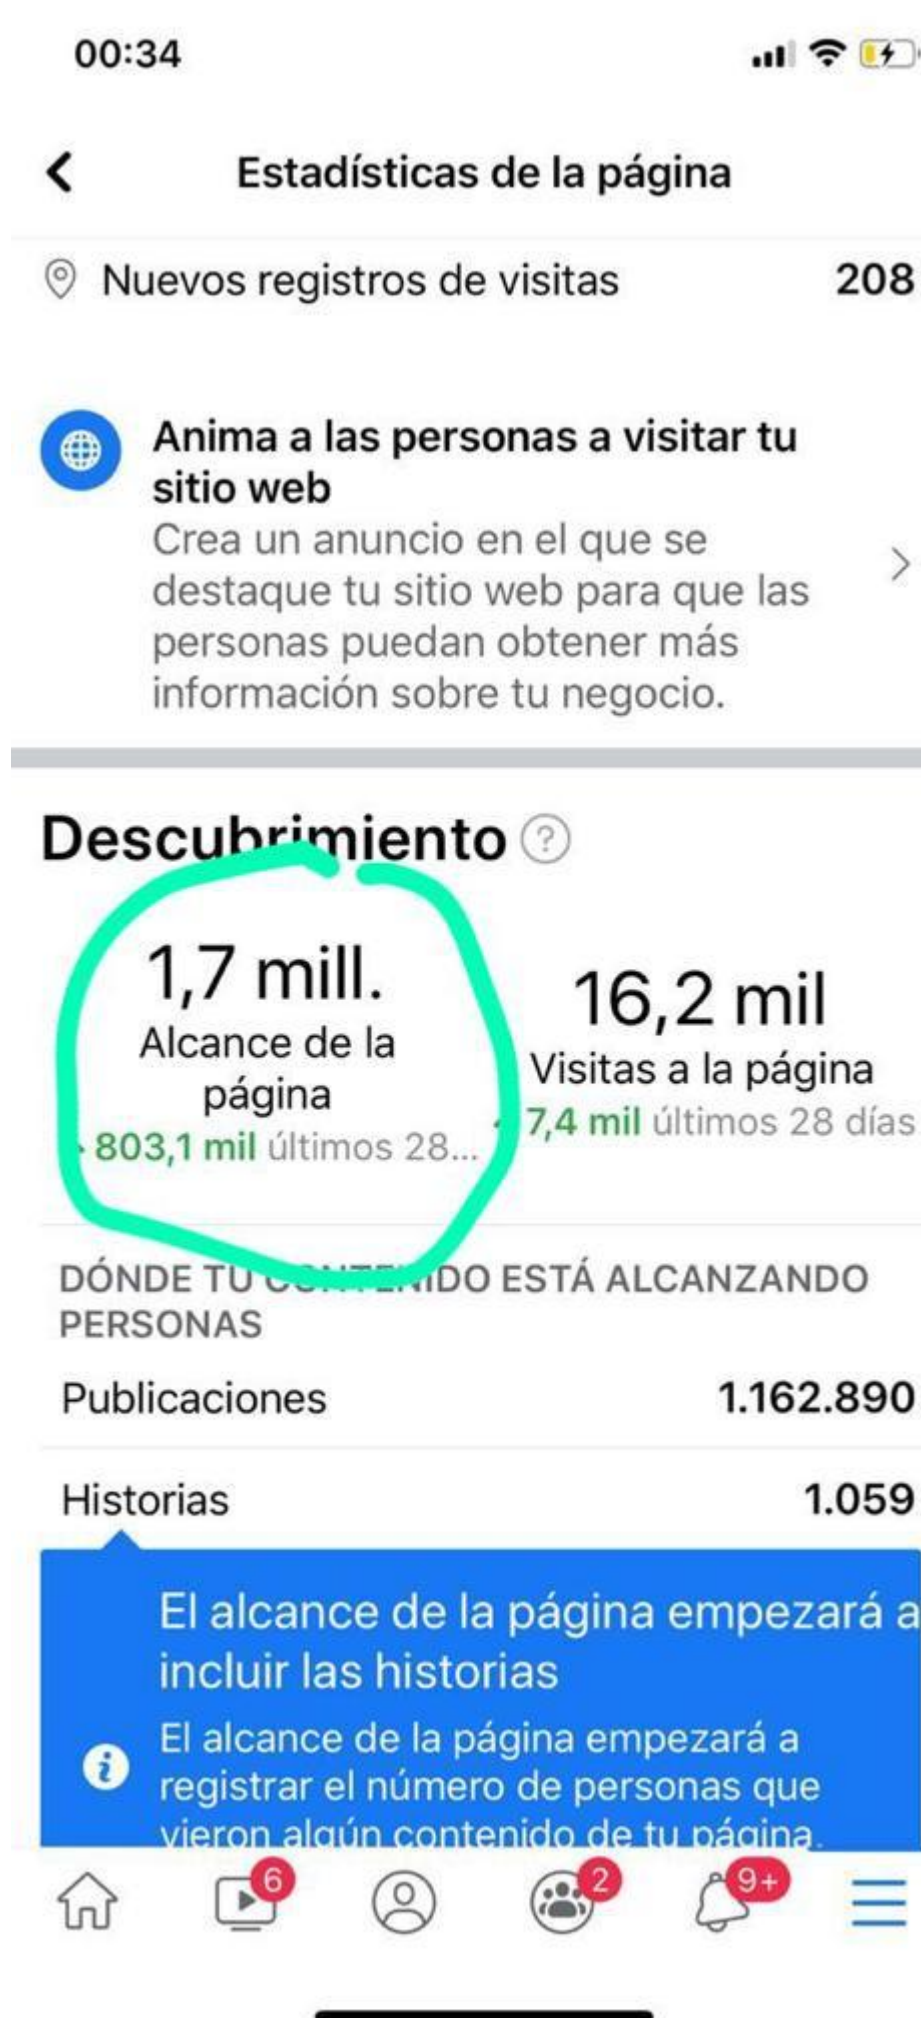 00:34
Estadísticas de la página
Nuevos registros de visitas 208
Anima a las personas a visitar tu
sitio web
Crea un anuncio en el que se
destaque tu sitio web para que las
personas puedan obtener más
información sobre tu negocio.
Descubrimiento ?
1,7 mill.
Alcance de la
página
803,1 mil últimos 28...
16,2 mil
Visitas a la página
7,4 mil últimos 28 días
DÓNDE TU CONTENIDO ESTÁ ALCANZANDO
PERSONAS
Publicaciones 1.162.890
Historias 1.059
El alcance de la página empezará a
incluir las historias
El alcance de la página empezará a
registrar el número de personas que
vieron algún contenido de tu página.
6
2
9+